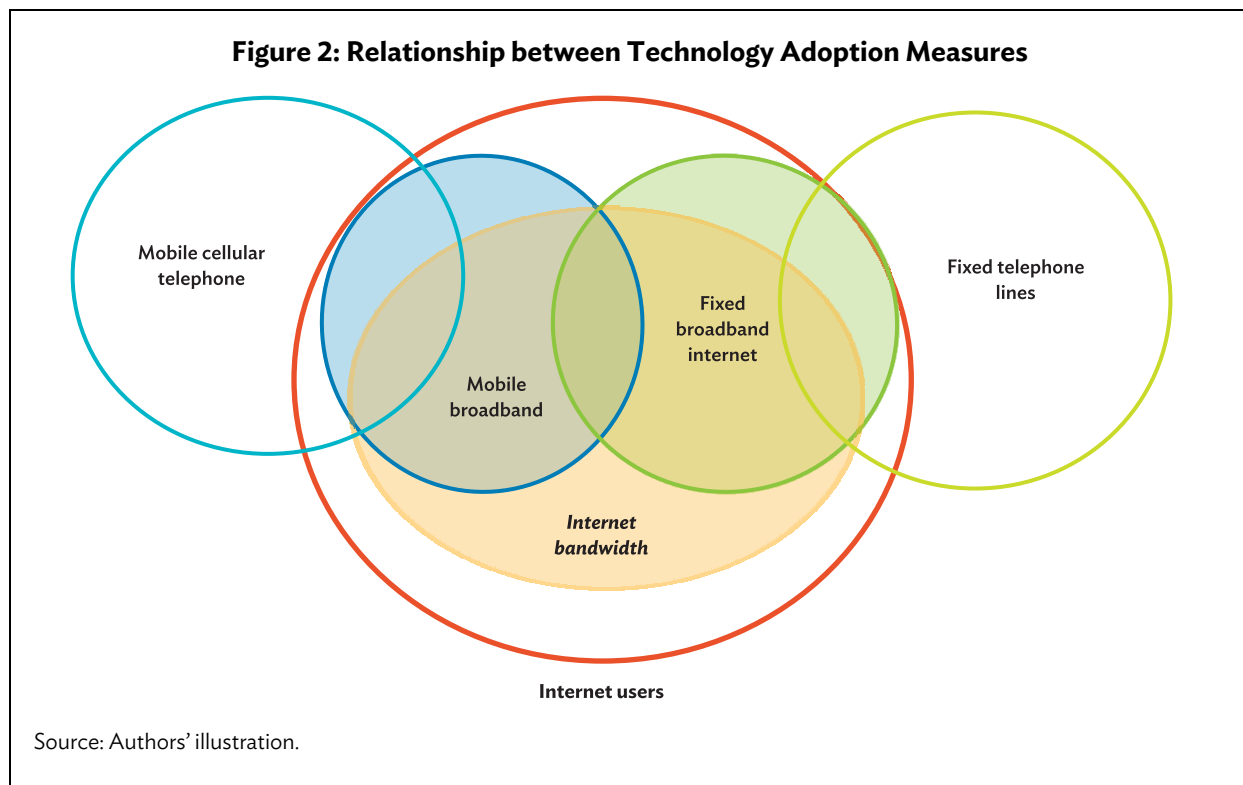 Figure 2: Relationship between Technology Adoption Measures
Mobile cellular
telephone
Fixed telephone
lines
Fixed
broadband
internet
Mobile
broadband
Internet
bandwidth
Internet users
Source: Authors’ illustration.